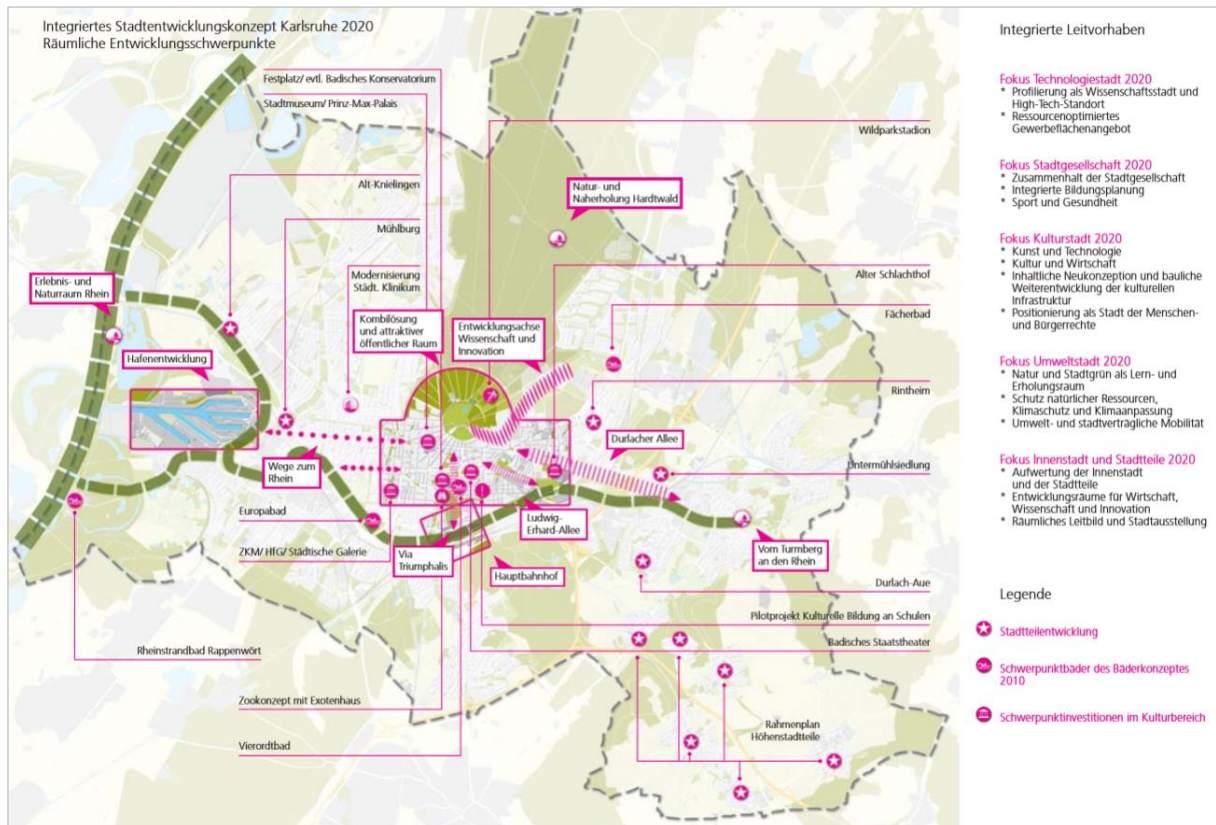 Integriertes Stadtentwicklungskonzept Karlsruhe 2020
Räumliche Entwicklungsschwerpunkte
Festplatz/ evtl. Badisches Konservatorium
Stadtmuseum/ Prinz-Max-Palais
Wildparkstadion
Alt-Knielingen
Natur- und
Naherholung Hardtwald
Mühlburg
Modernisierung
Städt. Klinikum
Alter Schlachthof
Erlebnis- und
Naturraum Rhein
Kombilösung
und attraktiver
öffentlicher Raum
Entwicklungsachse
Wissenschaft und
Innovation
Fächerbad
Hafenentwicklung
Rintheim
Durlacher Allee
Wege zum
Rhein
Untermühlsiedlung
Europabad
Ludwig-
Erhard-Allee
ZKM/ HfG/ Städtische Galerie
Via
Triumphalis
Hauptbahnhof
Vom Turmberg
an den Rhein
Durlach-Aue
Pilotprojekt Kulturelle Bildung an Schulen
Badisches Staatstheater
Rheinstrandbad Rappenwört
Zookonzept mit Exotenhaus
Rahmenplan
Höhenstadtteile
Vierordtbad
Integrierte Leitvorhaben
Fokus Technologiestadt 2020
* Profilierung als Wissenschaftsstadt und
High-Tech-Standort
* Ressourcenoptimiertes
Gewerbeflächenangebot
Fokus Stadtgesellschaft 2020
* Zusammenhalt der Stadtgesellschaft
* Integrierte Bildungsplanung
* Sport und Gesundheit
Fokus Kulturstadt 2020
* Kunst und Technologie
* Kultur und Wirtschaft
* Inhaltliche Neukonzeption und bauliche
Weiterentwicklung der kulturellen
Infrastruktur
* Positionierung als Stadt der Menschen-
und Bürgerrechte
Fokus Umweltstadt 2020
* Natur und Stadtgrün als Lern- und
Erholungsraum
* Schutz natürlicher Ressourcen,
Klimaschutz und Klimaanpassung
* Umwelt- und stadtverträgliche Mobilität
Fokus Innenstadt und Stadtteile 2020
* Aufwertung der Innenstadt
und der Stadtteile
* Entwicklungsräume für Wirtschaft,
Wissenschaft und Innovation
* Räumliches Leitbild und Stadtausstellung
Legende
Stadtteilentwicklung
Schwerpunktbäder des Bäderkonzeptes
2010
Schwerpunktinvestitionen im Kulturbereich